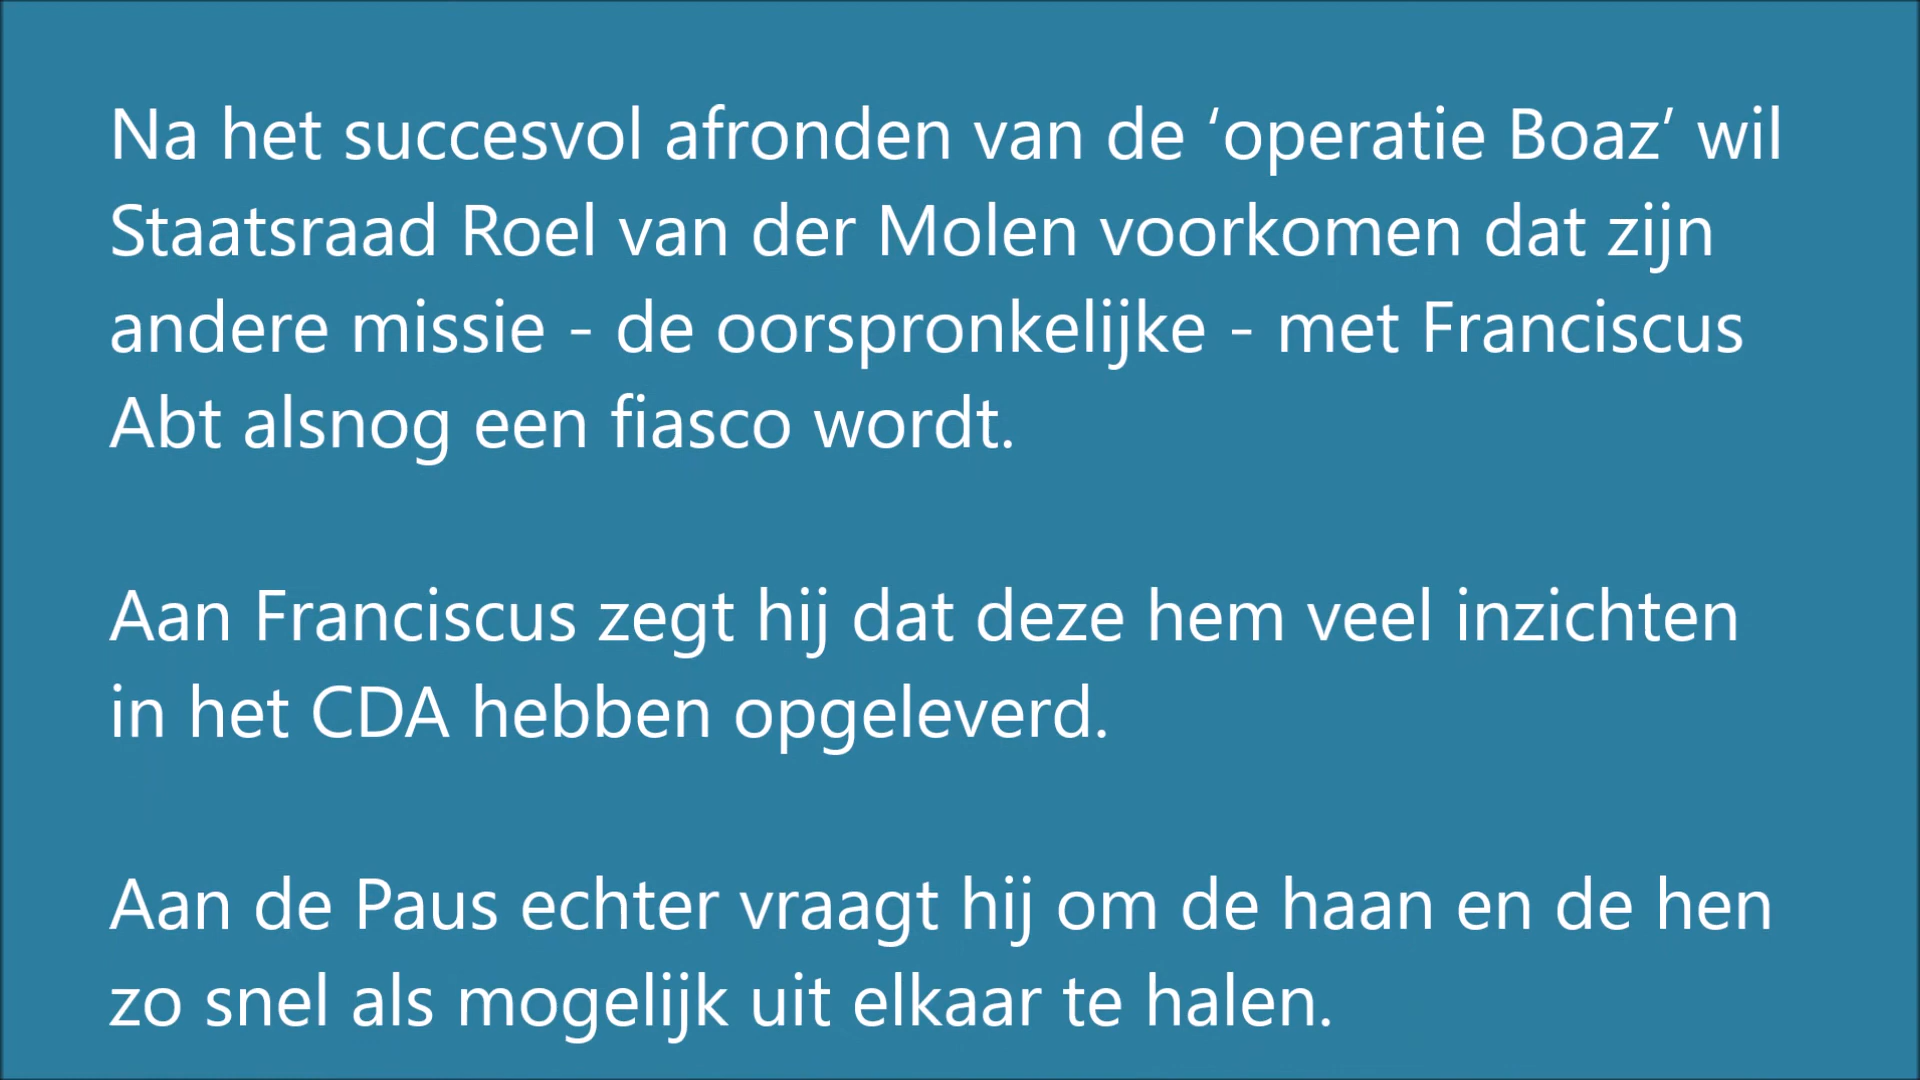 Na het succesvol afronden van de ‘operatie Boaz’ wil
Staatsraad Roel van der Molen voorkomen dat zijn
andere missie - de oorspronkelijke - met Franciscus
Abt alsnog een fiasco wordt.
Aan Franciscus zegt hij dat deze hem veel inzichten
in het CDA hebben opgeleverd.
Aan de Paus echter vraagt hij om de haan en de hen
zo snel als mogelijk uit elkaar te halen.